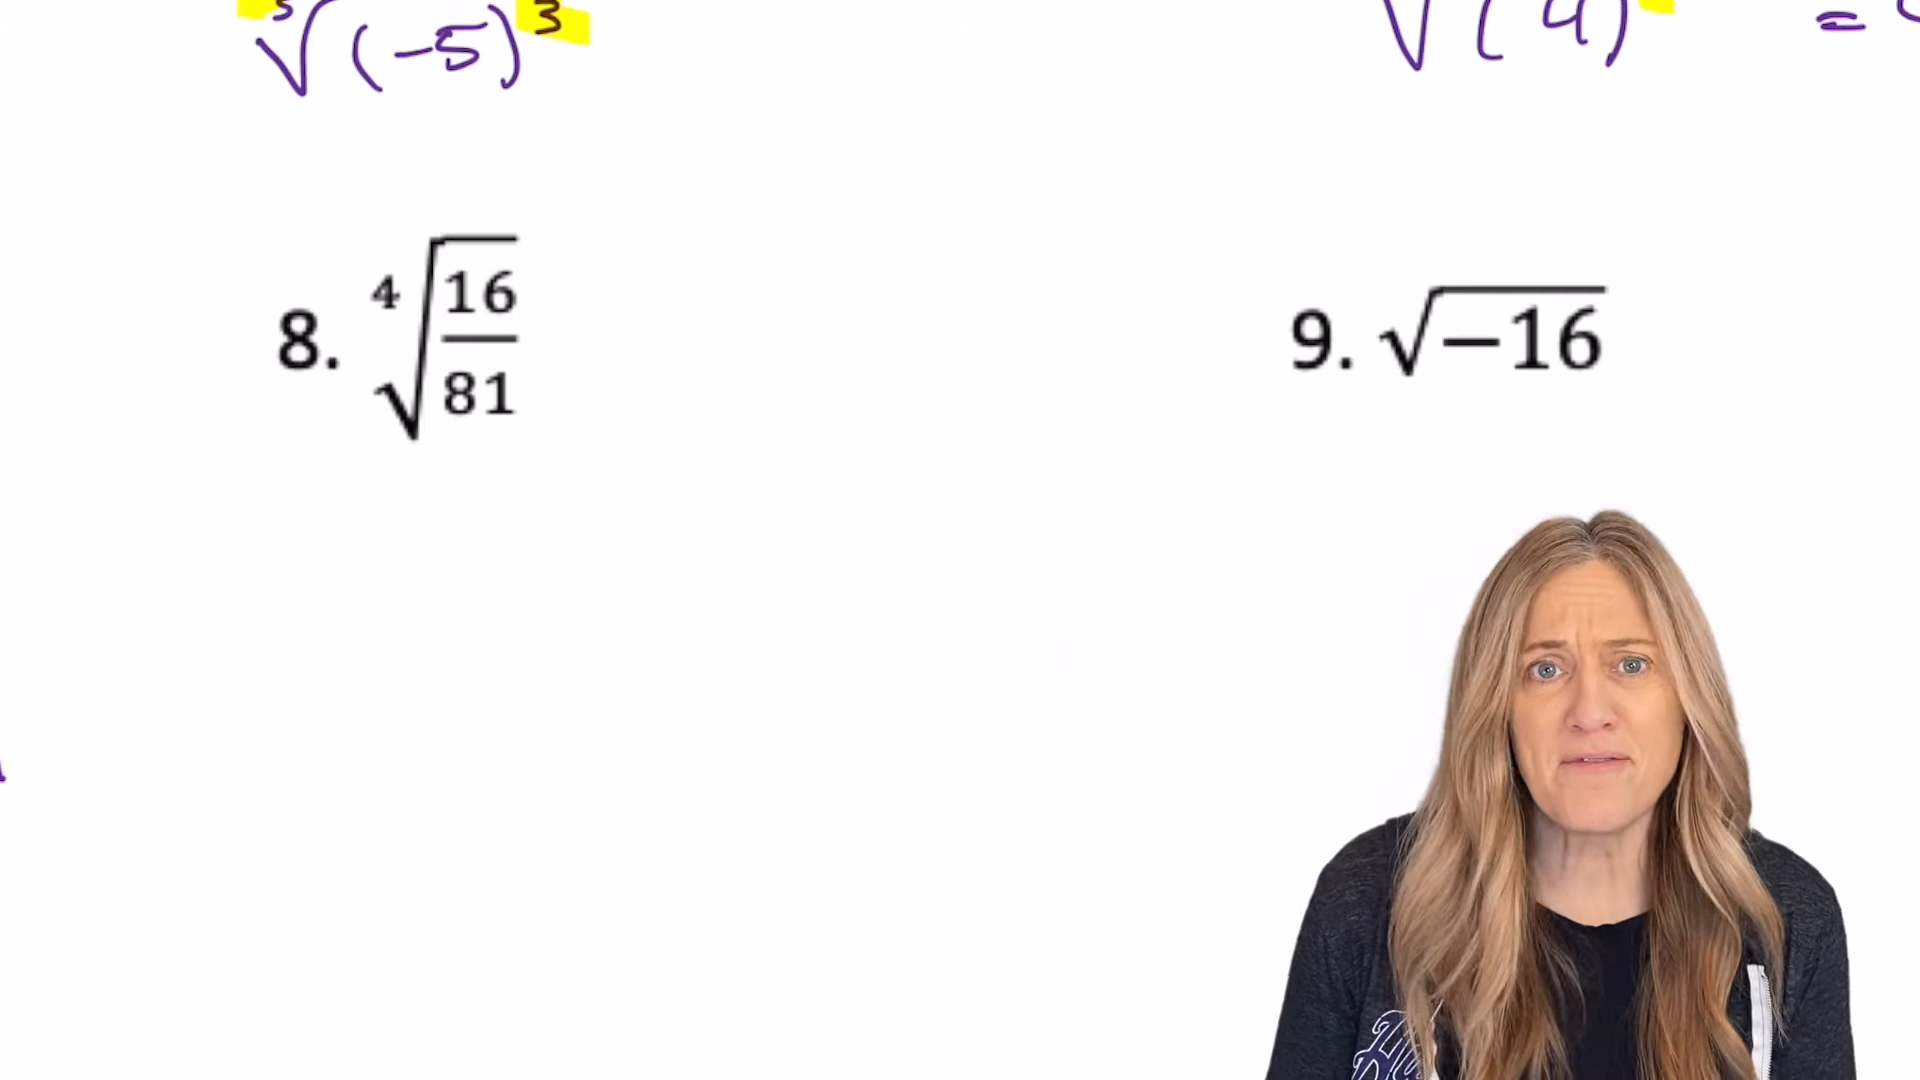 ∛(-5)³
√(4) =
8. ⁴√(16/81)
9. √−16